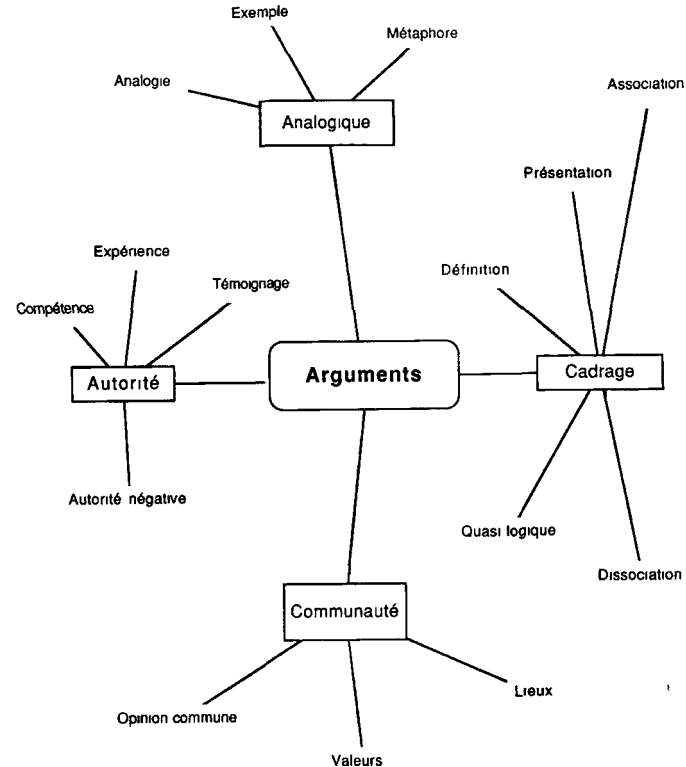 Exemple
Métaphore
Analogie
Association
Analogique
Présentation
Expérience
Définition
Témoignage
Compétence
Arguments
Cadrage
Autorité
Autorité négative
Quasi logique
Dissociation
Communauté
Lieux
Opinion commune
Valeurs